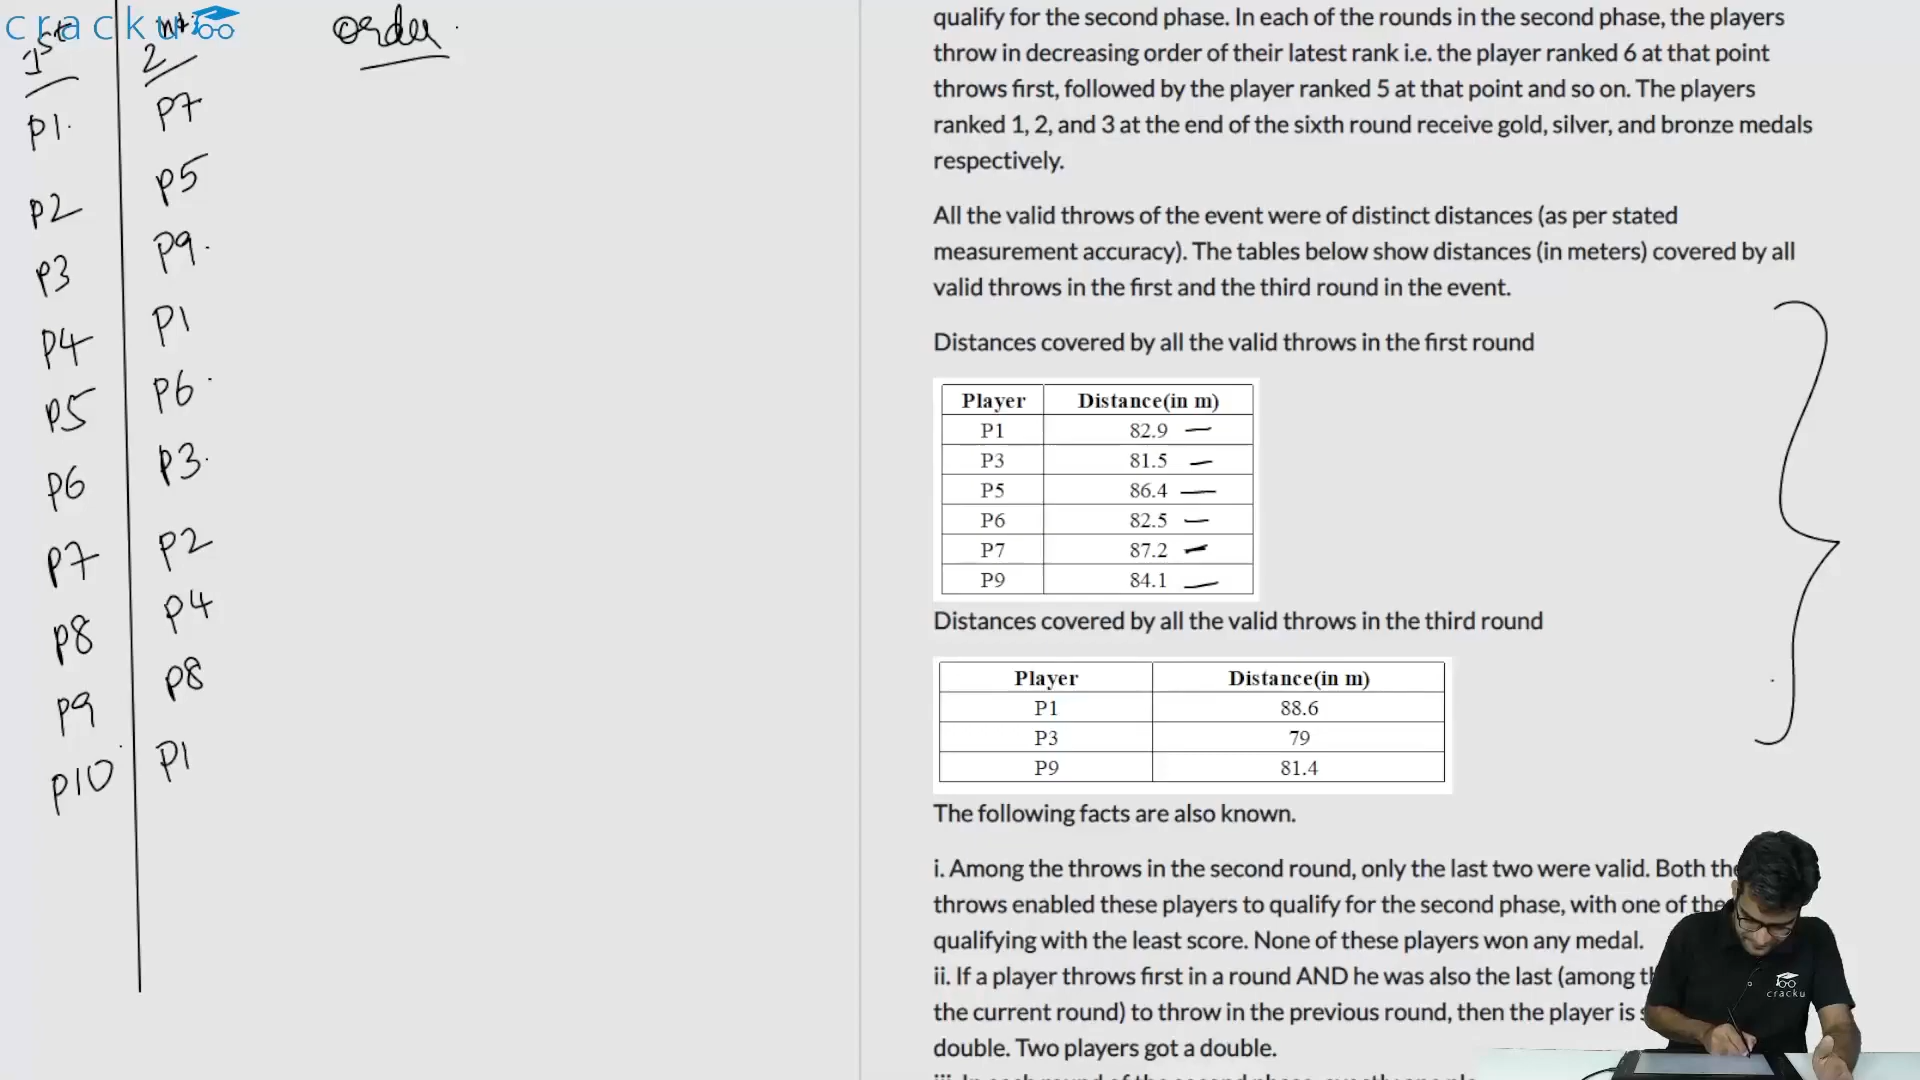 cracku
1st
2nd
order
P1.
P2
P3
P4
P5
P6
P7
P8
P9
P10
P7
P5
P9.
P1
P6.
P3.
P2
P4
P8
P1
qualify for the second phase. In each of the rounds in the second phase, the players
throw in decreasing order of their latest rank i.e. the player ranked 6 at that point
throws first, followed by the player ranked 5 at that point and so on. The players
ranked 1, 2, and 3 at the end of the sixth round receive gold, silver, and bronze medals
respectively.
All the valid throws of the event were of distinct distances (as per stated
measurement accuracy). The tables below show distances (in meters) covered by all
valid throws in the first and the third round in the event.
Distances covered by all the valid throws in the first round
Player Distance(in m)
P1 82.9
P3 81.5
P5 86.4
P6 82.5
P7 87.2
P9 84.1
Distances covered by all the valid throws in the third round
Player Distance(in m)
P1 88.6
P3 79
P9 81.4
The following facts are also known.
i. Among the throws in the second round, only the last two were valid. Both the
throws enabled these players to qualify for the second phase, with one of the
qualifying with the least score. None of these players won any medal.
ii. If a player throws first in a round AND he was also the last (among
the current round) to throw in the previous round, then the player is
double. Two players got a double.
cracku